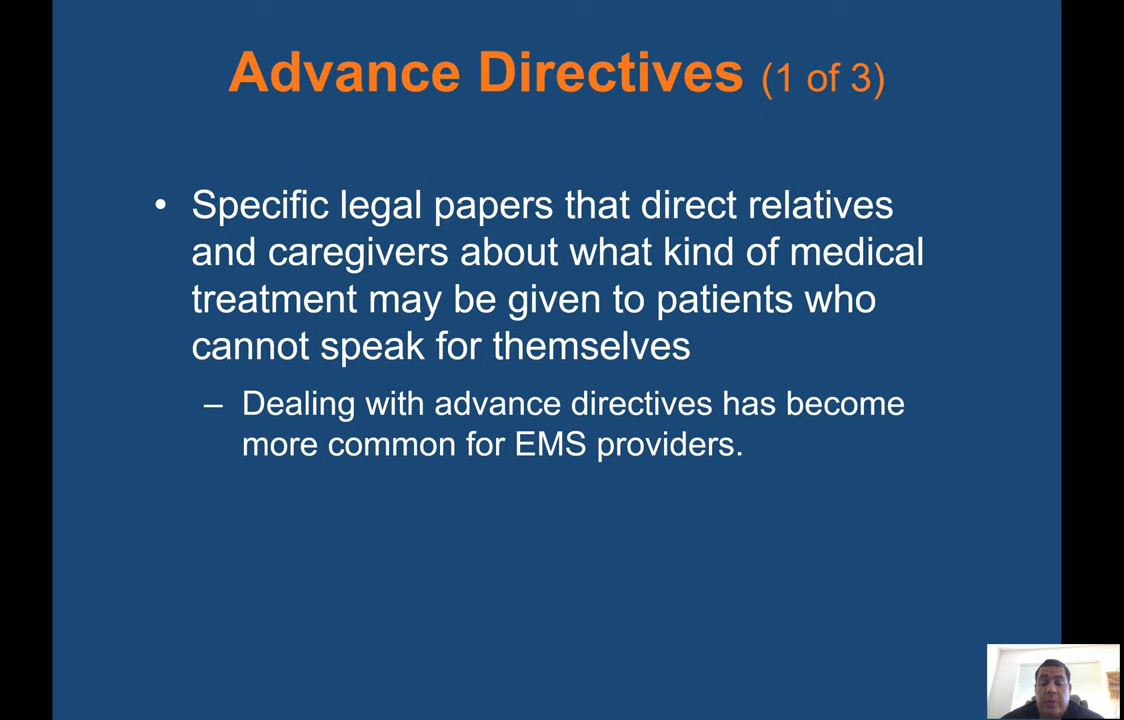 Advance Directives (1 of 3)
• Specific legal papers that direct relatives
and caregivers about what kind of medical
treatment may be given to patients who
cannot speak for themselves
– Dealing with advance directives has become
more common for EMS providers.